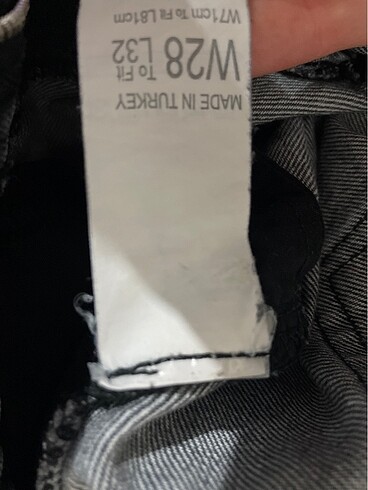 MADE IN TURKEY
W28 To Fit L32
W71cm To Fit L81cm